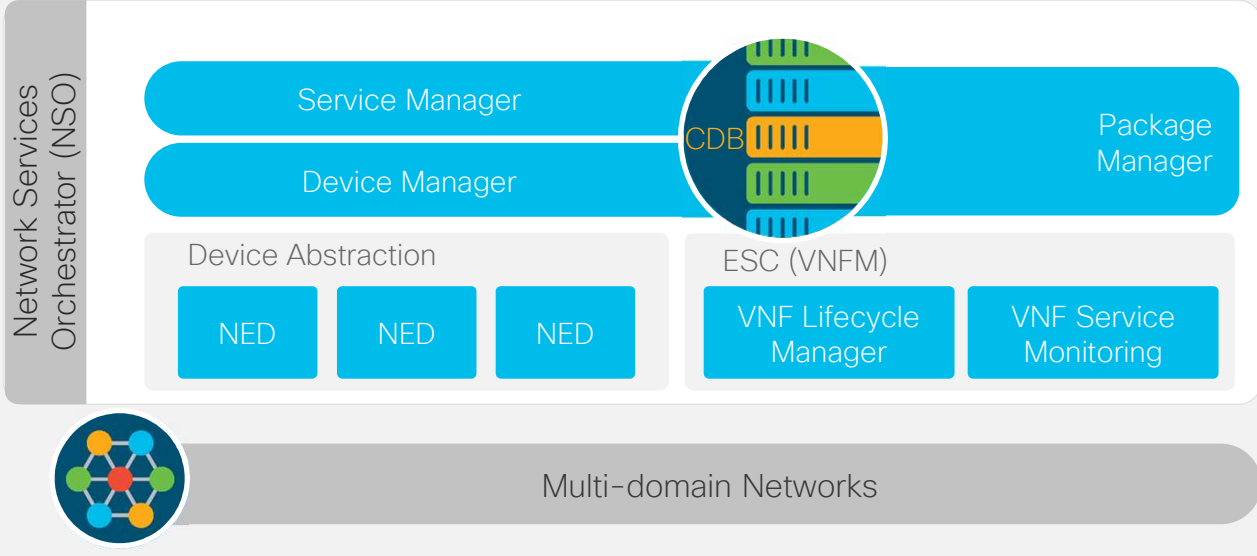 Network Services
Orchestrator (NSO)
Service Manager
Device Manager
CDB
Package
Manager
Device Abstraction
NED
NED
NED
ESC (VNFM)
VNF Lifecycle
Manager
VNF Service
Monitoring
Multi-domain Networks